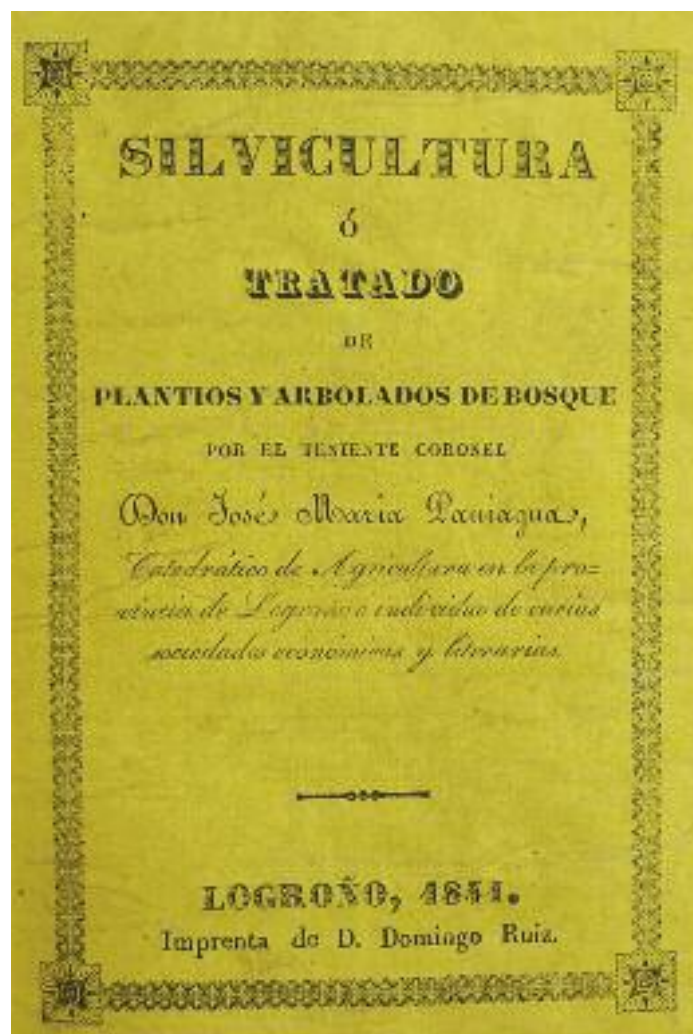 SILVICULTURA
ó
TRATADO
DE
PLANTIOS Y ARBOLADOS DE BOSQUE
POR EL TENIENTE CORONEL
Don José Maria Paniagua,
Catedrático de Agricultura en la pro=
vincia de Logroño e individuo de varias
sociedades económicas y literarias.
LOGROÑO, 1841.
Imprenta de D. Domingo Ruiz.